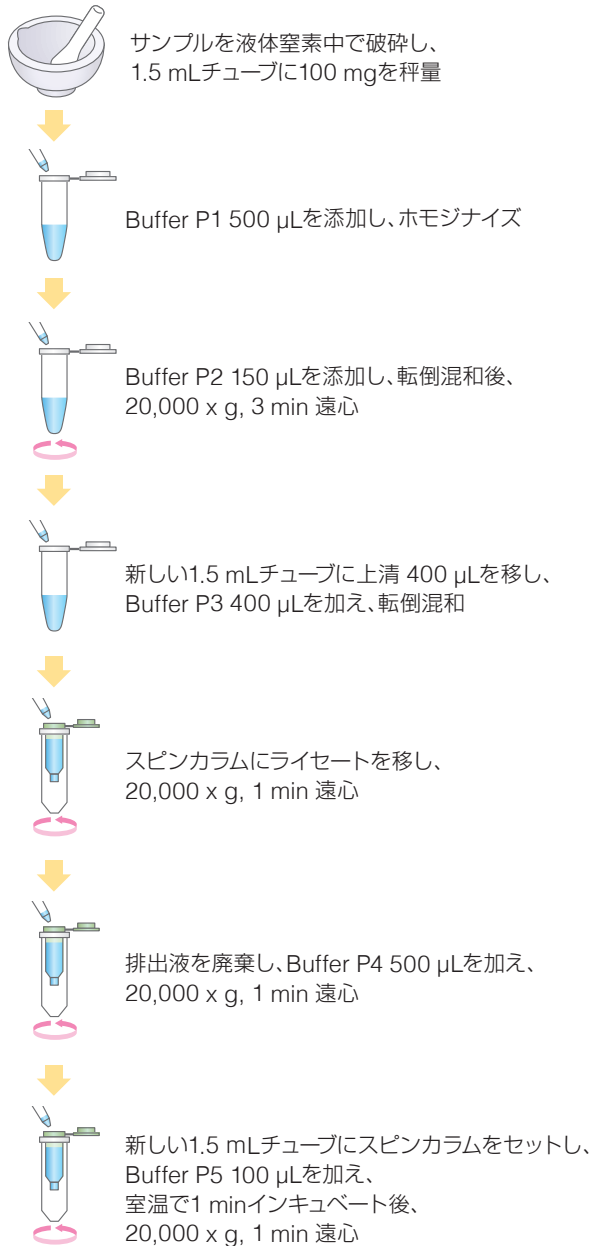 サンプルを液体窒素中で破砕し、
1.5 mLチューブに100 mgを秤量
Buffer P1 500 µLを添加し、ホモジナイズ
Buffer P2 150 µLを添加し、転倒混和後、
20,000 x g, 3 min 遠心
新しい1.5 mLチューブに上清 400 µLを移し、
Buffer P3 400 µLを加え、転倒混和
スピンカラムにライセートを移し、
20,000 x g, 1 min 遠心
排出液を廃棄し、Buffer P4 500 µLを加え、
20,000 x g, 1 min 遠心
新しい1.5 mLチューブにスピンカラムをセットし、
Buffer P5 100 µLを加え、
室温で1 minインキュベート後、
20,000 x g, 1 min 遠心